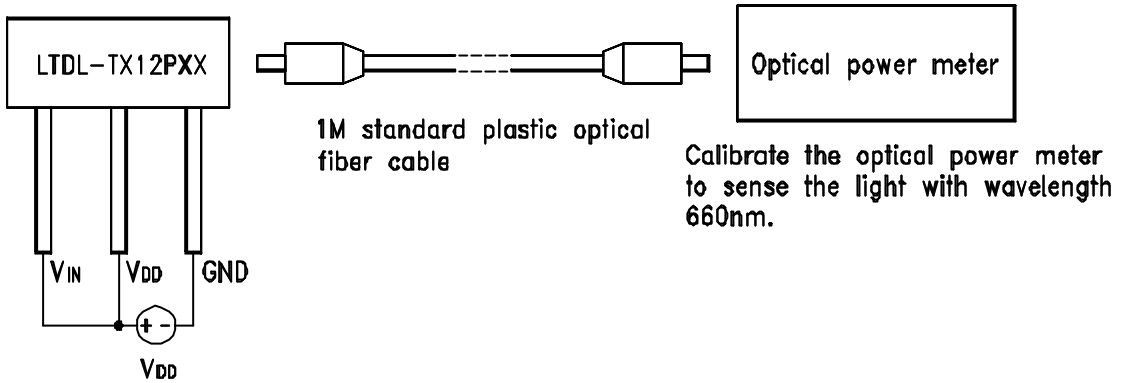 LTDL-TX12PXX
Optical power meter
1M standard plastic optical
fiber cable
Calibrate the optical power meter
to sense the light with wavelength
660nm.
VIN
VDD
GND
+ -
VDD